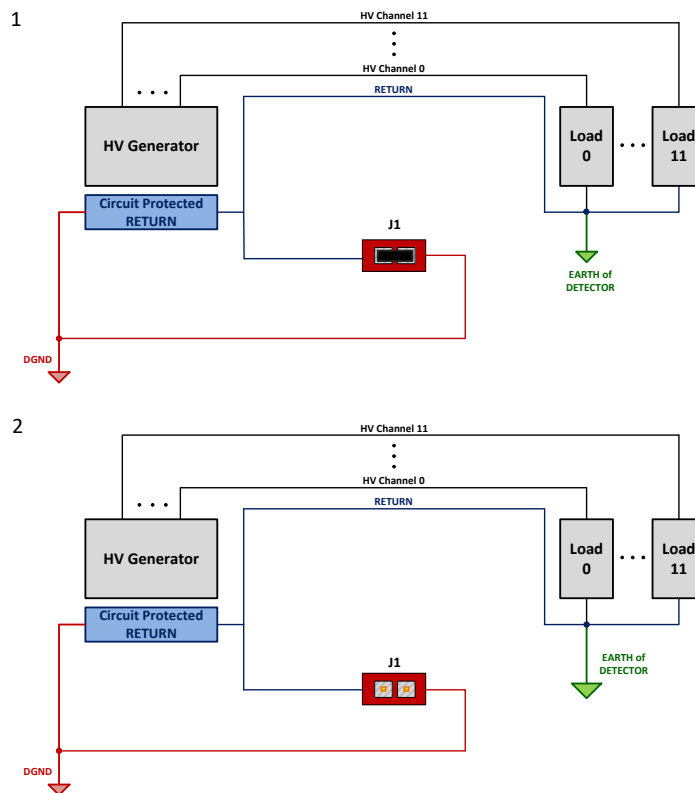 1
HV Channel 11
HV Channel 0
RETURN
HV Generator
Load
0
Load
11
Circuit Protected
RETURN
J1
EARTH of
DETECTOR
DGND
2
HV Channel 11
HV Channel 0
RETURN
HV Generator
Load
0
Load
11
Circuit Protected
RETURN
J1
EARTH of
DETECTOR
DGND